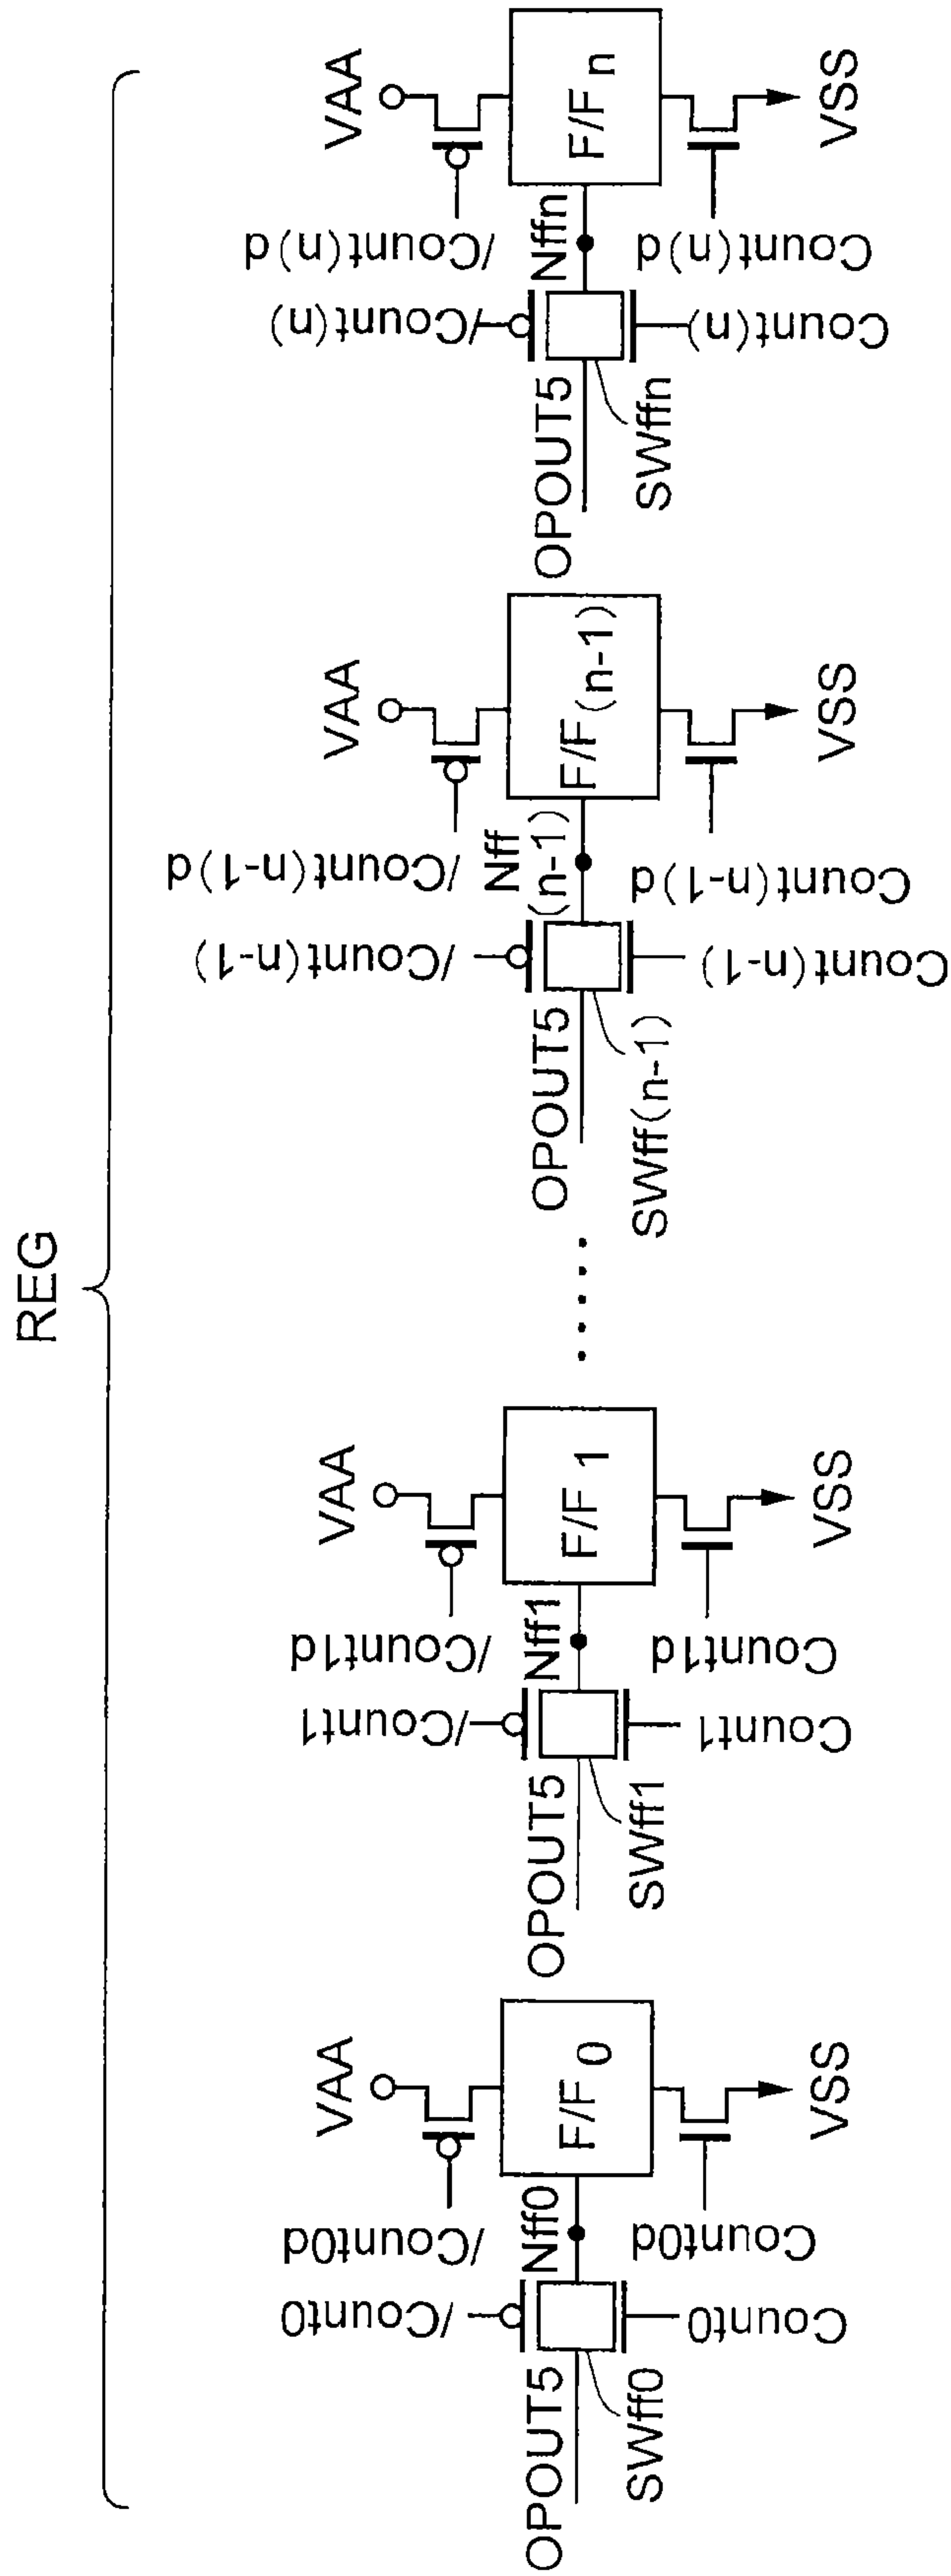 REG
VAA
/Count0d
/Count0
Nff0
F/F 0
OPOUT5
SWff0
Count0
Count0d
VSS
VAA
/Count1d
/Count1
Nff1
F/F 1
OPOUT5
SWff1
Count1
Count1d
VSS
.....
VAA
/Count(n-1)d
/Count(n-1)
Nff
(n-1)
F/F (n-1)
OPOUT5
SWff(n-1)
Count(n-1)
Count(n-1)d
VSS
VAA
/Count(n)d
/Count(n)
Nffn
F/F n
OPOUT5
SWffn
Count(n)
Count(n)d
VSS